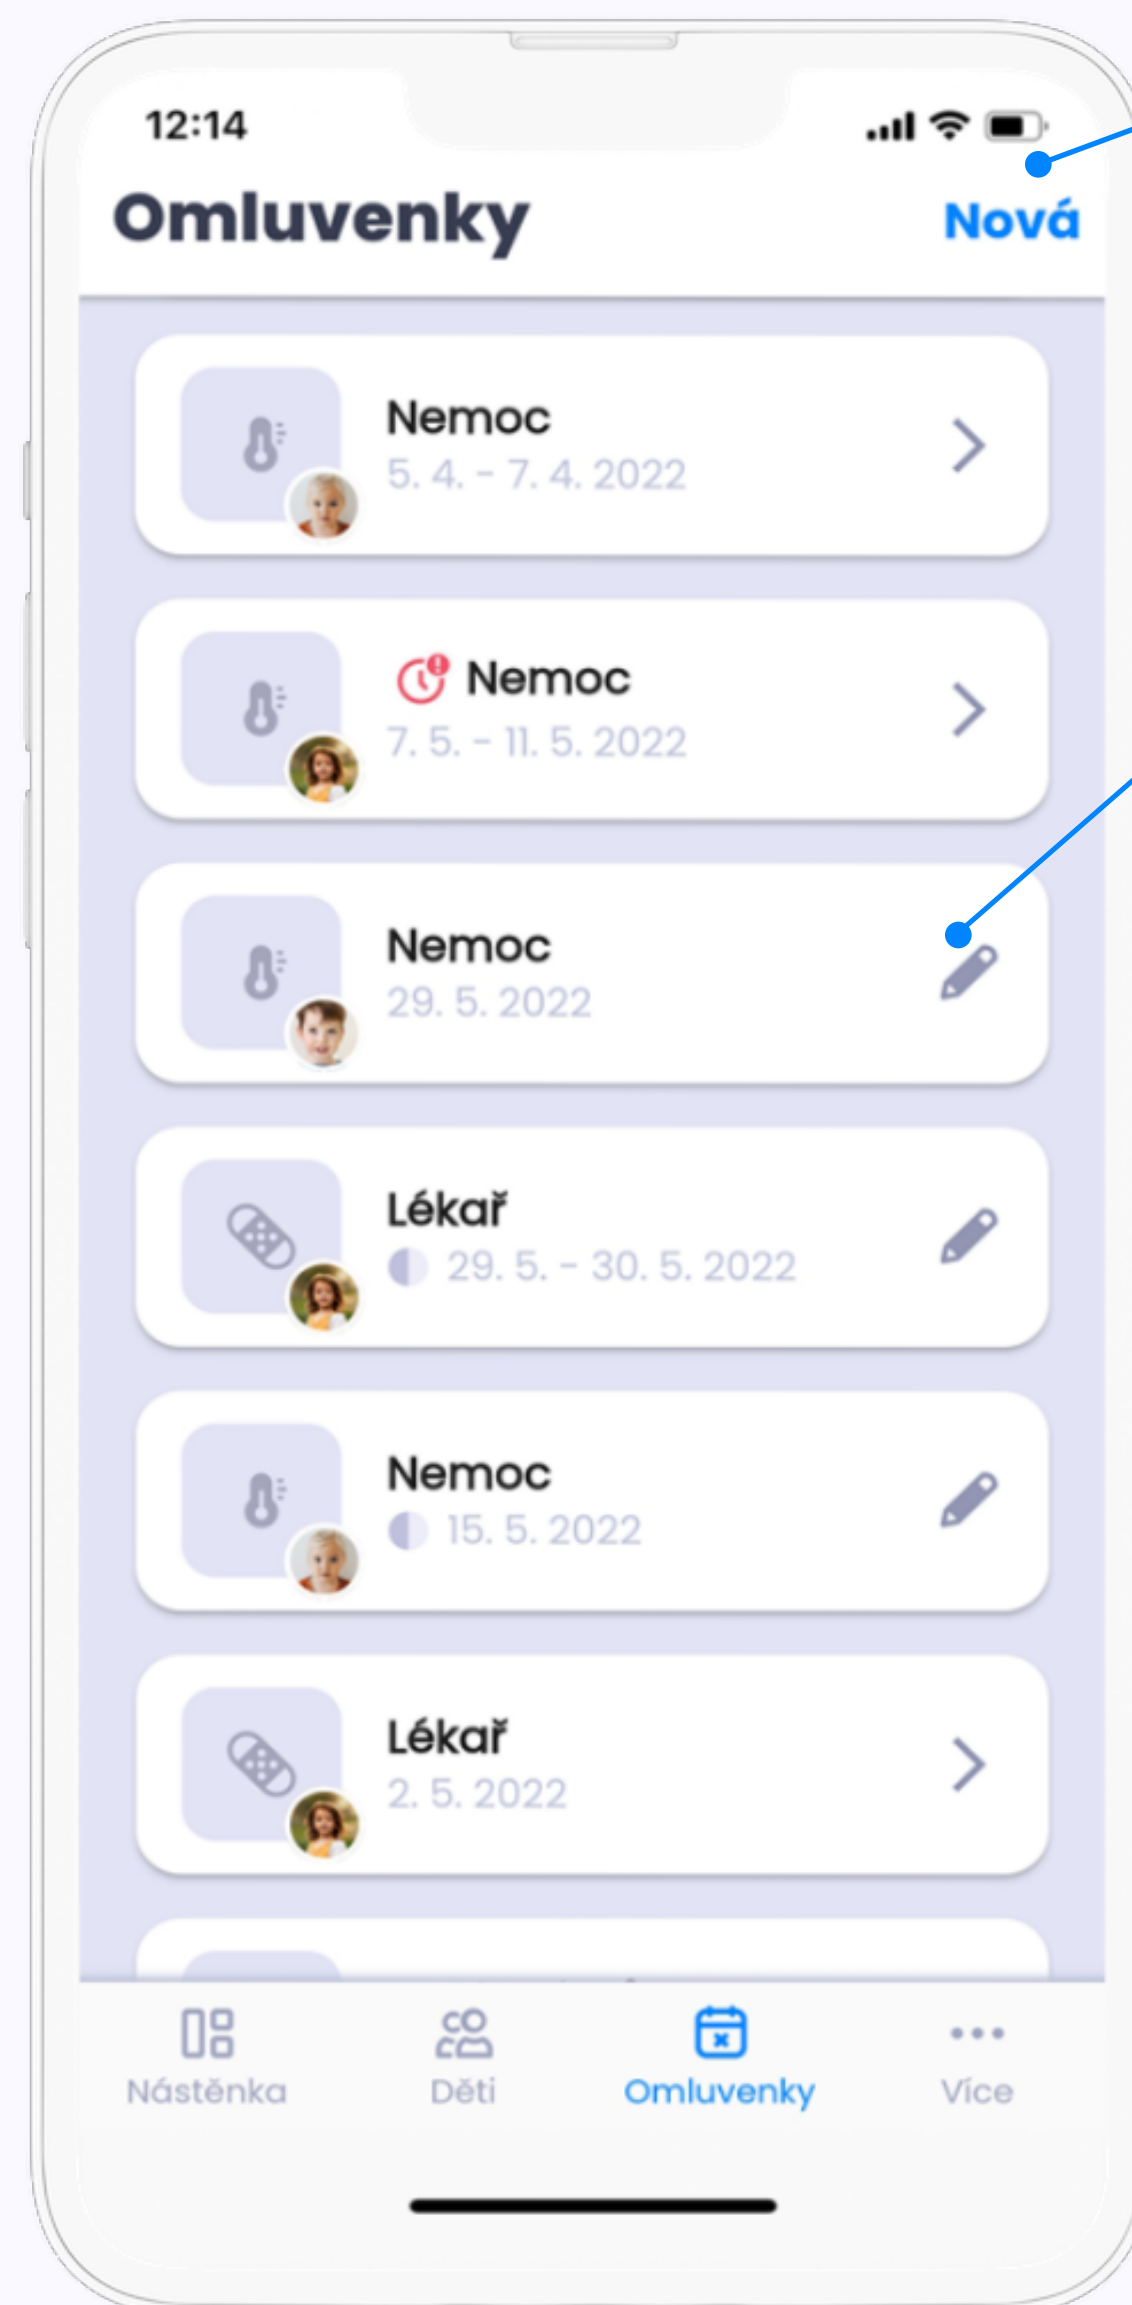 12:14
Omluvenky
Nová
Nemoc
5. 4. - 7. 4. 2022
Nemoc
7. 5. - 11. 5. 2022
Nemoc
29. 5. 2022
Lékař
29. 5. - 30. 5. 2022
Nemoc
15. 5. 2022
Lékař
2. 5. 2022
Nástěnka
Děti
Omluvenky
Více